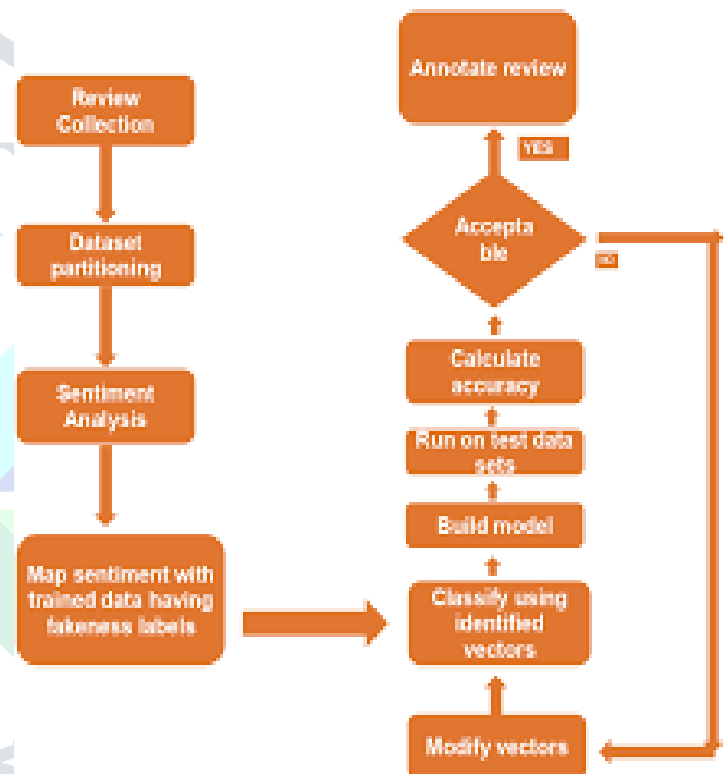 Review
Collection
Dataset
partitioning
Sentiment
Analysis
Map sentiment with
trained data having
fakeness labels
Annotate review
YES
Accepta
ble
NO
Calculate
accuracy
Run on test data
sets
Build model
Classify using
identified
vectors
Modify vectors